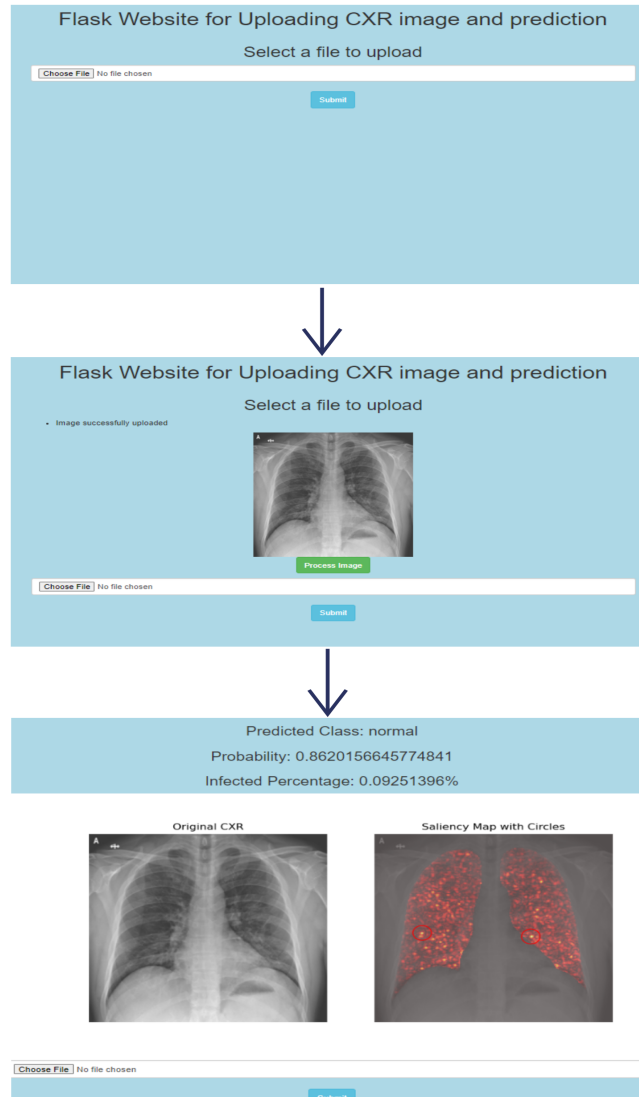 Flask Website for Uploading CXR image and prediction
Select a file to upload
Choose File No file chosen
Submit
Flask Website for Uploading CXR image and prediction
Select a file to upload
Image successfully uploaded
A
Process Image
Choose File No file chosen
Submit
Predicted Class: normal
Probability: 0.8620156645774841
Infected Percentage: 0.09251396%
Original CXR
Saliency Map with Circles
A
A
Choose File No file chosen
Submit